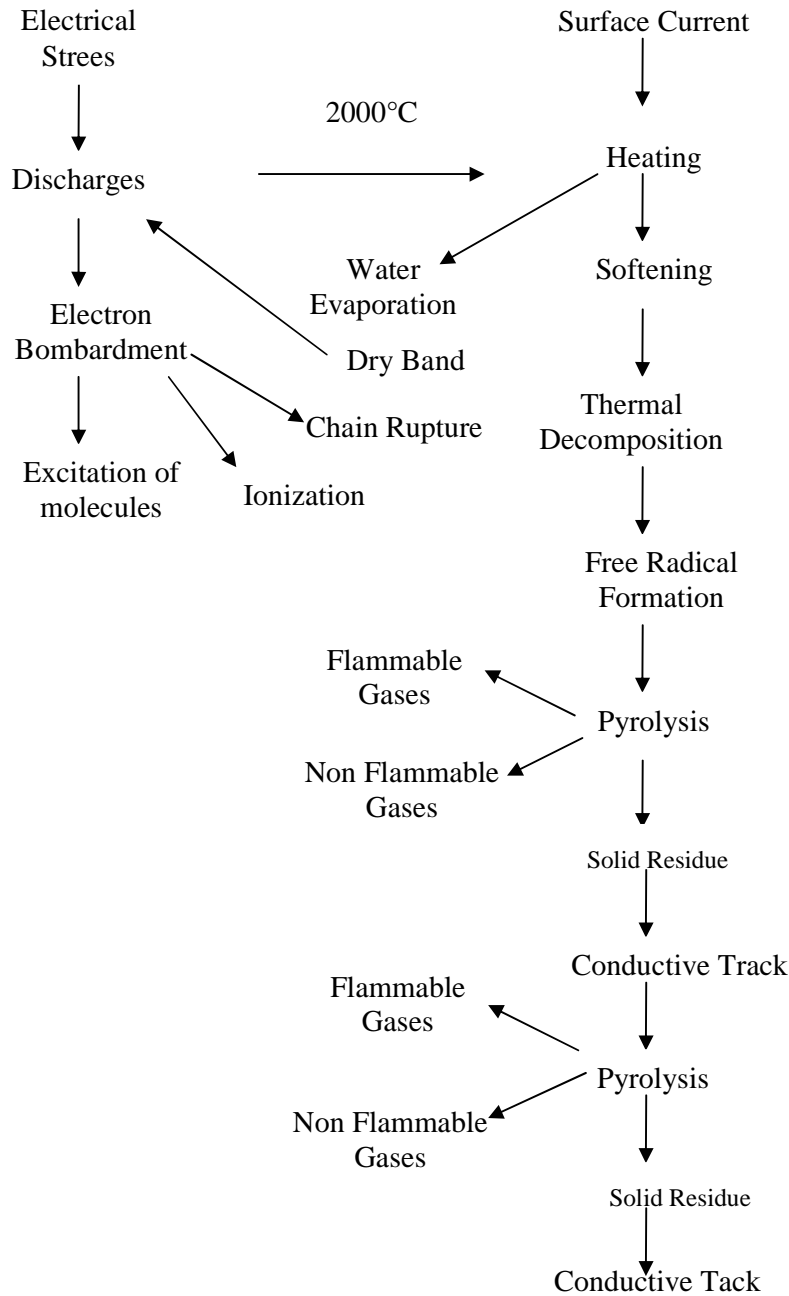 Electrical
Strees
Surface Current
2000°C
Discharges
Heating
Water
Evaporation
Softening
Electron
Bombardment
Dry Band
Chain Rupture
Thermal
Decomposition
Excitation of
molecules
Ionization
Free Radical
Formation
Flammable
Gases
Pyrolysis
Non Flammable
Gases
Solid Residue
Conductive Track
Flammable
Gases
Pyrolysis
Non Flammable
Gases
Solid Residue
Conductive Tack